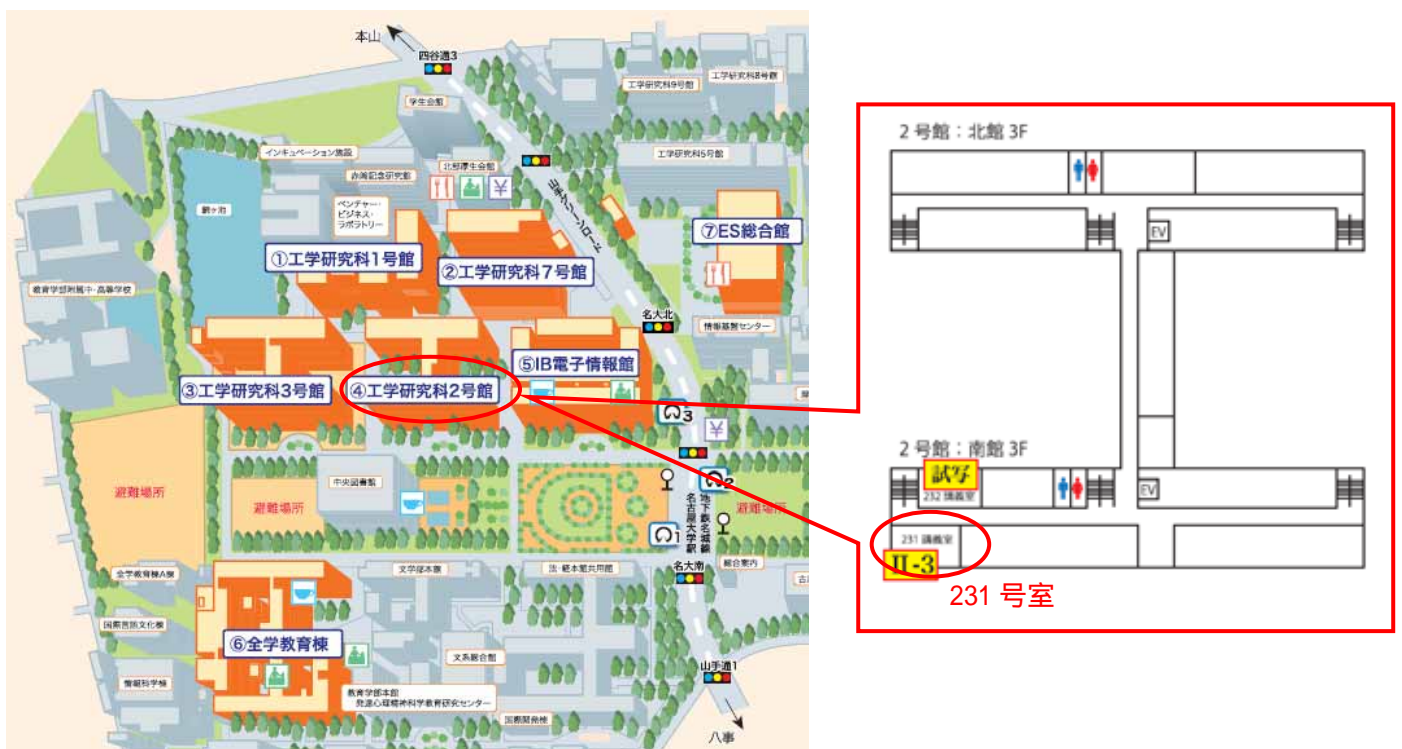 本山
四谷通3
学生会館
工学研究科9号館
工学研究科8号館
インキュベーション施設
赤﨑記念研究館
北部厚生会館
工学研究科5号館
山手グリーンロード
鏡ヶ池
ベンチャー・
ビジネス・
ラボラトリー
①工学研究科1号館
②工学研究科7号館
⑦ES総合館
教育学部附属中・高等学校
名大北
情報基盤センター
③工学研究科3号館
④工学研究科2号館
⑤IB電子情報館
3
避難場所
中央図書館
避難場所
2
地下鉄名城線
名古屋大学駅
避難場所
1
全学教育棟A館
文学部本館
法・経本館共用館
名大南
総合案内
国際言語文化棟
⑥全学教育棟
文系総合館
情報科学棟
教育学部本館
発達心理精神科学教育研究センター
国際開発棟
山手通1
八事
2号館：北館 3F
EV
2号館：南館 3F
試写
232 講義室
EV
231 講義室
II-3
231 号室